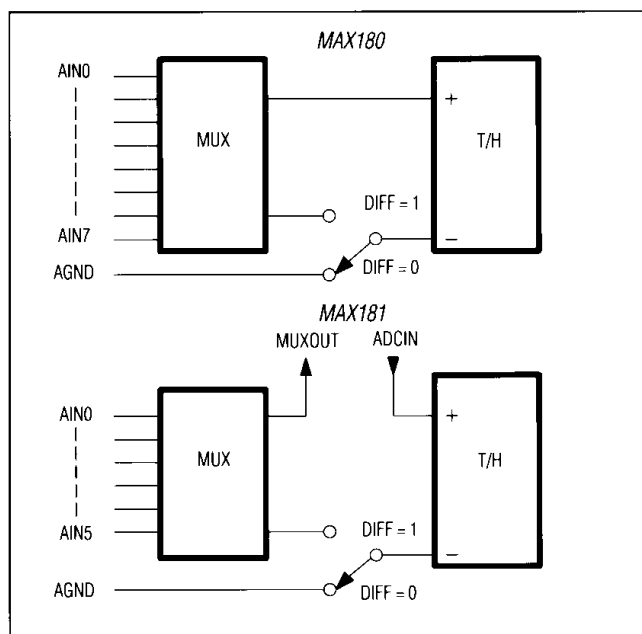 MAX180
AIN0
AIN7
AGND
MUX
DIFF = 1
DIFF = 0
+
T/H
−
MAX181
MUXOUT
ADCIN
AIN0
AIN5
AGND
MUX
DIFF = 1
DIFF = 0
+
T/H
−